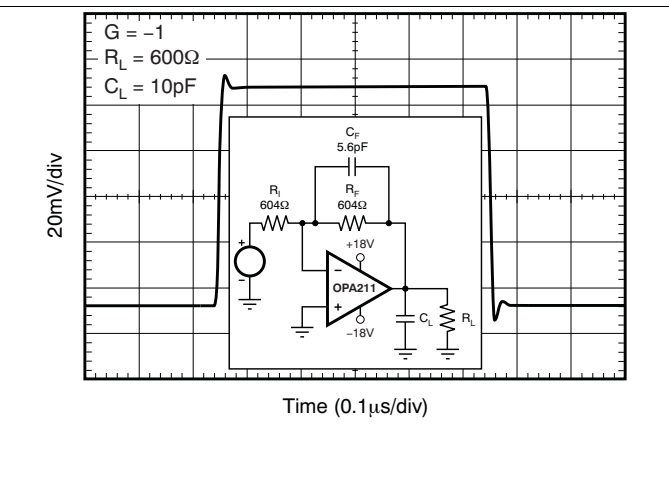 G = −1
R_L = 600Ω
C_L = 10pF
20mV/div
C_F
5.6pF
R_I
604Ω
R_F
604Ω
+18V
+
−
−
OPA211
+
−18V
C_L
R_L
Time (0.1μs/div)